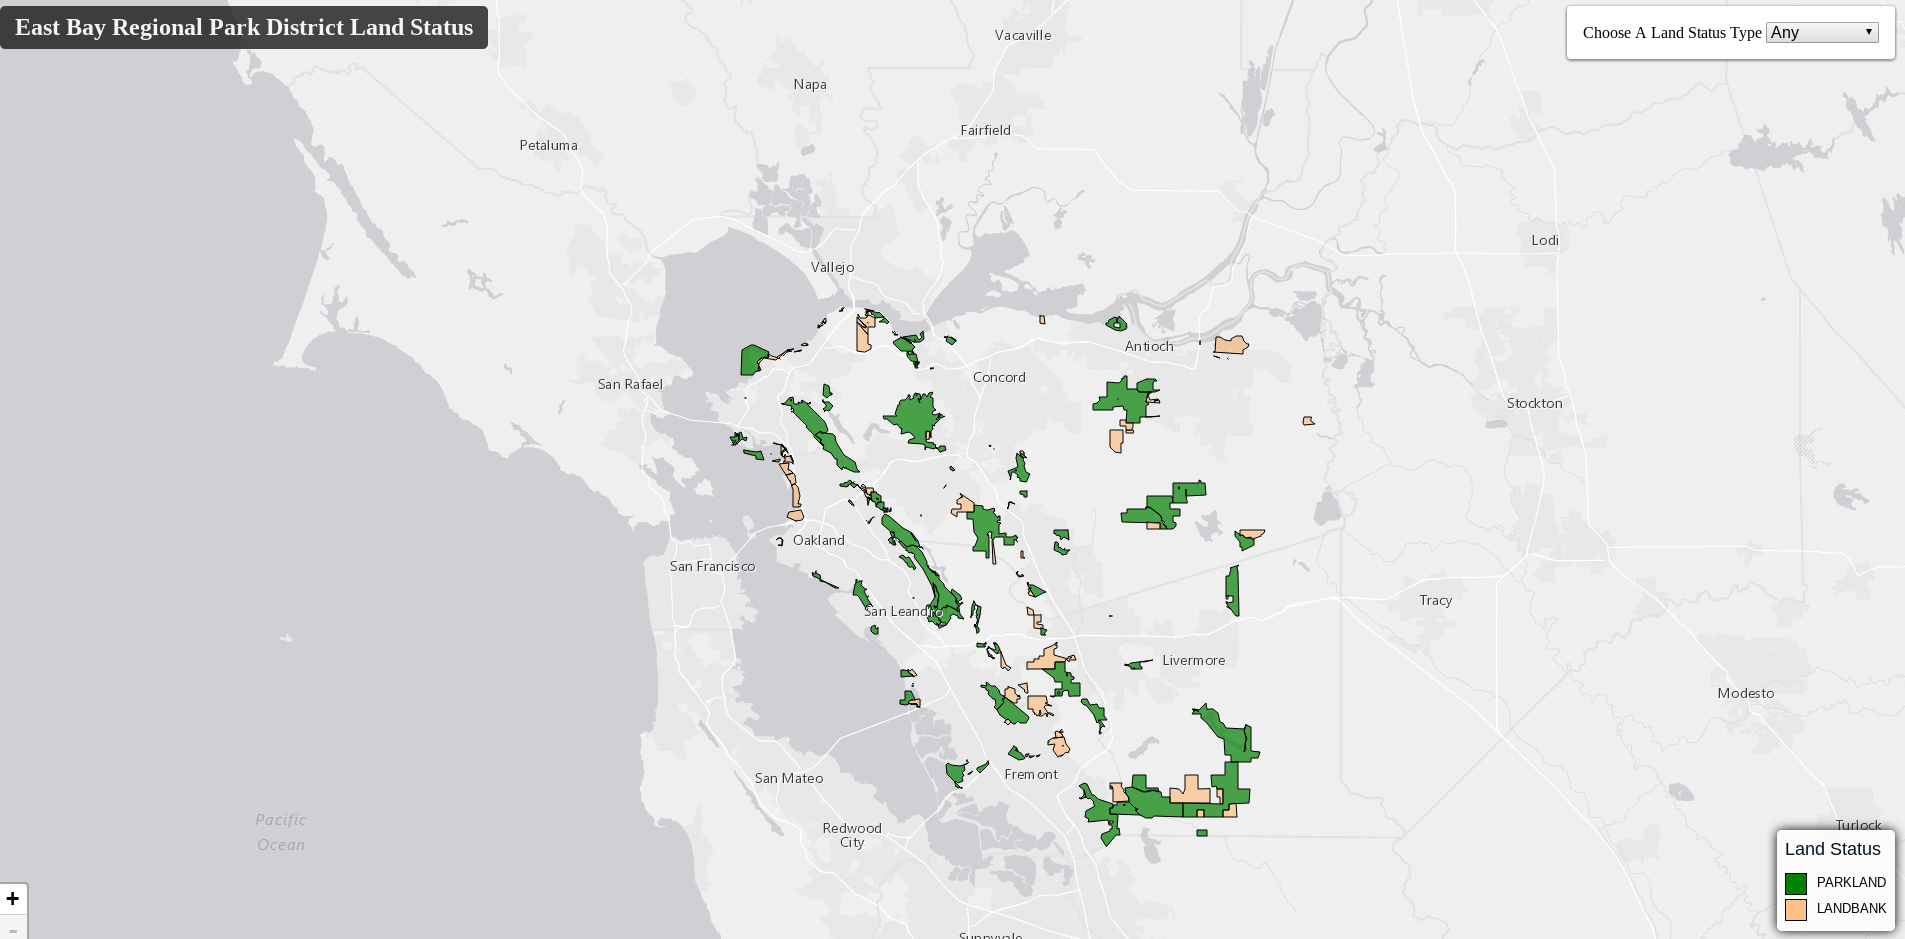 East Bay Regional Park District Land Status
Choose A Land Status Type Any
Vacaville
Napa
Fairfield
Petaluma
Lodi
Vallejo
Antioch
Concord
San Rafael
Stockton
Oakland
San Francisco
Tracy
San Leandro
Livermore
Modesto
Fremont
San Mateo
Pacific
Ocean
Redwood
City
Turlock
Land Status
PARKLAND
LANDBANK
+
-
Sunnyvale